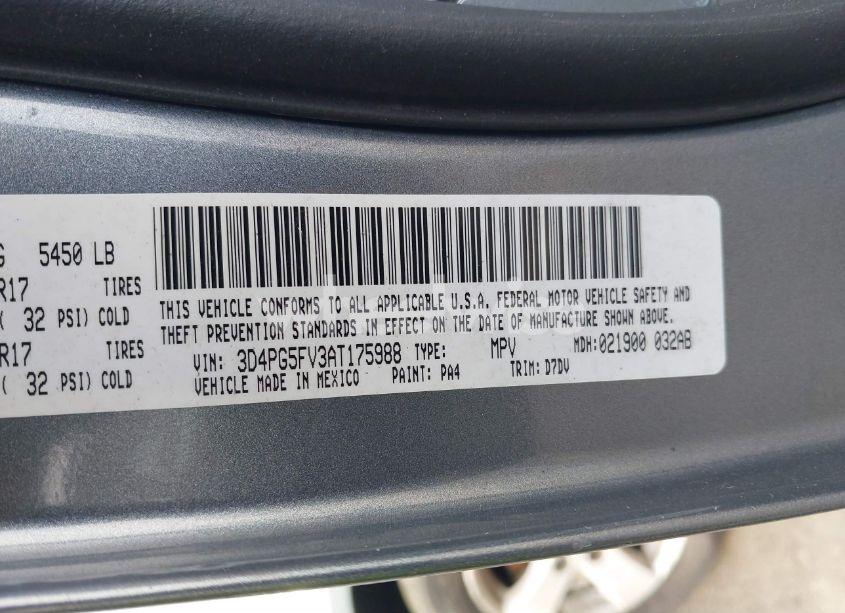 G 5450 LB
R17 TIRES
( 32 PSI) COLD
R17 TIRES
( 32 PSI) COLD
THIS VEHICLE CONFORMS TO ALL APPLICABLE U.S.A. FEDERAL MOTOR VEHICLE SAFETY AND
THEFT PREVENTION STANDARDS IN EFFECT ON THE DATE OF MANUFACTURE SHOWN ABOVE.
VIN: 3D4PG5FV3AT175988 TYPE: MPV MDH:021900 032AB
VEHICLE MADE IN MEXICO PAINT: PA4 TRIM: D7DV